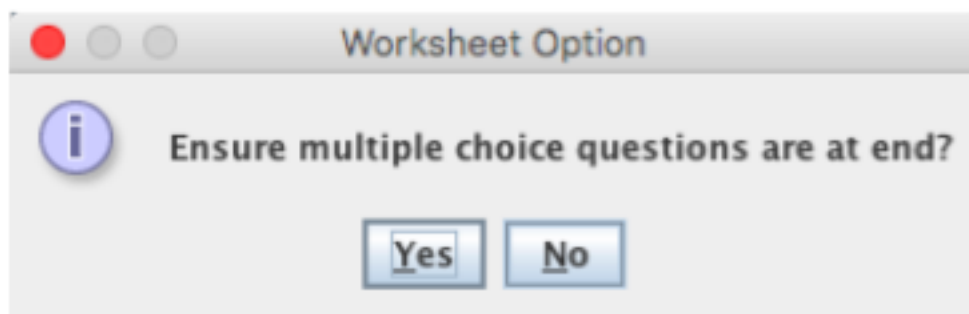 Worksheet Option
i
Ensure multiple choice questions are at end?
Yes No